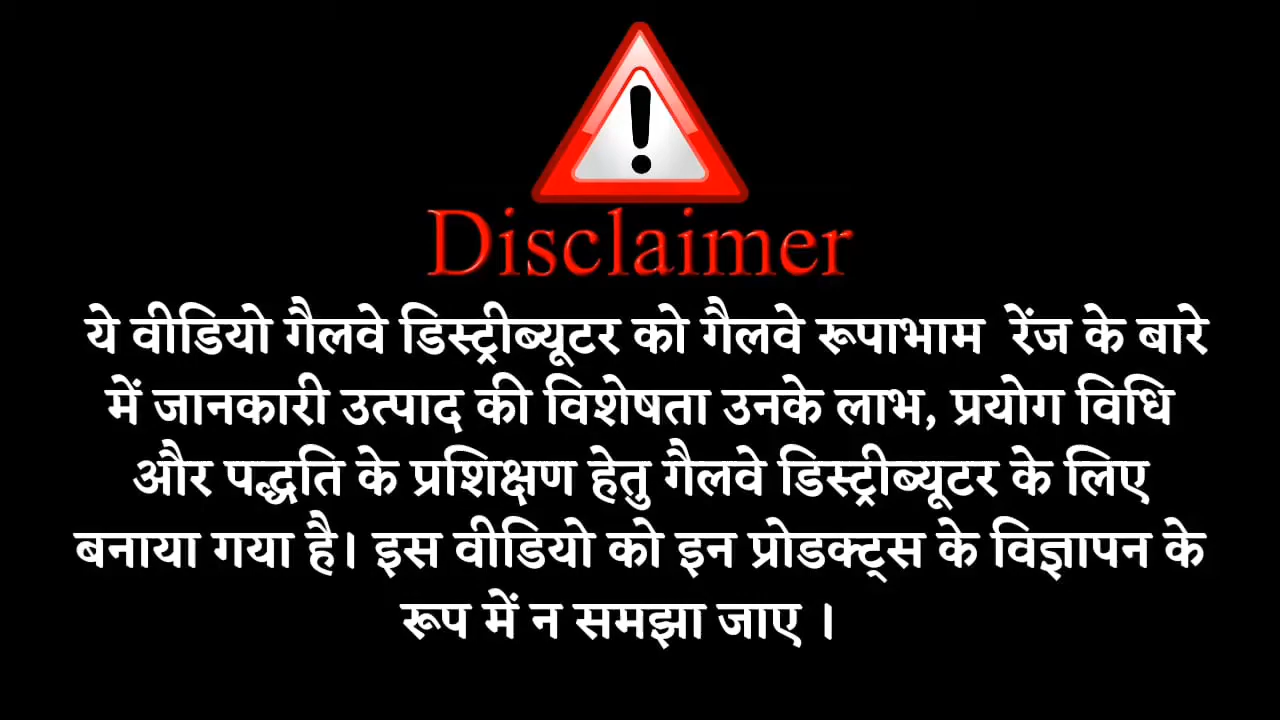 Disclaimer
ये वीडियो गैलवे डिस्ट्रीब्यूटर को गैलवे रूपाभाम रेंज के बारे
में जानकारी उत्पाद की विशेषता उनके लाभ, प्रयोग विधि
और पद्धति के प्रशिक्षण हेतु गैलवे डिस्ट्रीब्यूटर के लिए
बनाया गया है। इस वीडियो को इन प्रोडक्ट्स के विज्ञापन के
रूप में न समझा जाए ।